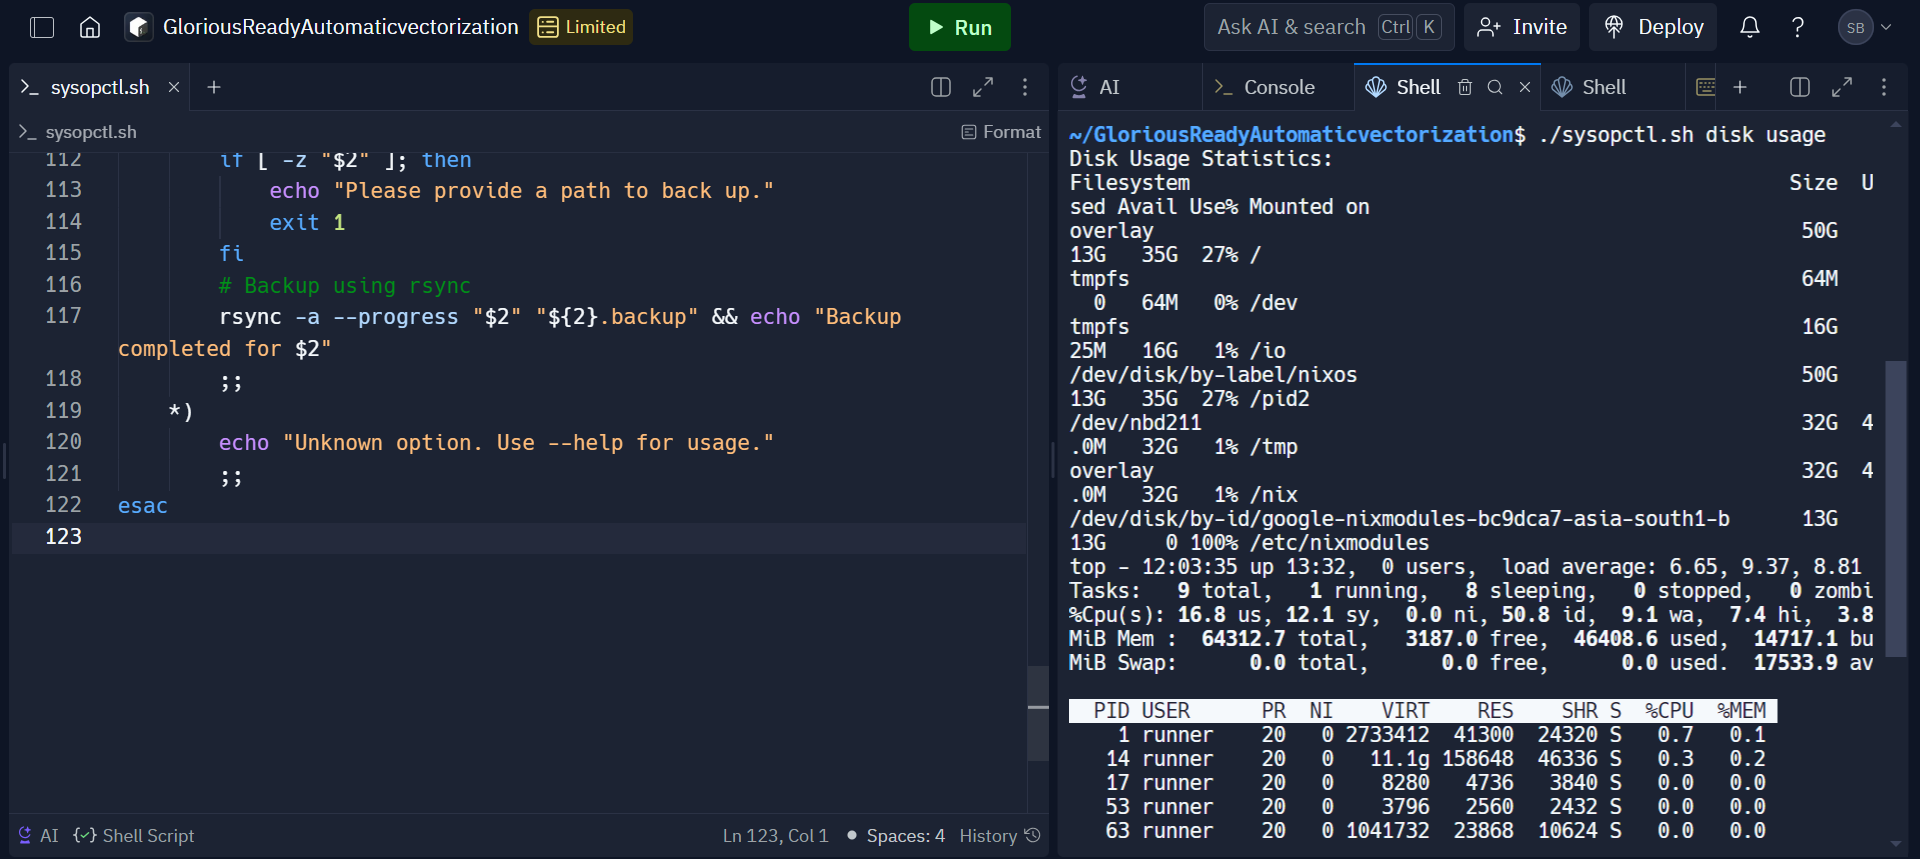 GloriousReadyAutomaticvectorization Limited Run Ask AI & search Ctrl K Invite Deploy ? SB
sysopctl.sh
sysopctl.sh Format
112 if [ -z "$2" ]; then
113 echo "Please provide a path to back up."
114 exit 1
115 fi
116 # Backup using rsync
117 rsync -a --progress "$2" "${2}.backup" && echo "Backup
completed for $2"
118 ;;
119 *)
120 echo "Unknown option. Use --help for usage."
121 ;;
122 esac
123
AI Shell Script Ln 123, Col 1 Spaces: 4 History
AI Console Shell Shell
~/GloriousReadyAutomaticvectorization$ ./sysopctl.sh disk usage
Disk Usage Statistics:
Filesystem Size U
sed Avail Use% Mounted on
overlay 50G
13G 35G 27% /
tmpfs 64M
0 64M 0% /dev
tmpfs 16G
25M 16G 1% /io
/dev/disk/by-label/nixos 50G
13G 35G 27% /pid2
/dev/nbd211 32G 4
.0M 32G 1% /tmp
overlay 32G 4
.0M 32G 1% /nix
/dev/disk/by-id/google-nixmodules-bc9dca7-asia-south1-b 13G
13G 0 100% /etc/nixmodules
top - 12:03:35 up 13:32, 0 users, load average: 6.65, 9.37, 8.81
Tasks: 9 total, 1 running, 8 sleeping, 0 stopped, 0 zombi
%Cpu(s): 16.8 us, 12.1 sy, 0.0 ni, 50.8 id, 9.1 wa, 7.4 hi, 3.8
MiB Mem : 64312.7 total, 3187.0 free, 46408.6 used, 14717.1 bu
MiB Swap: 0.0 total, 0.0 free, 0.0 used. 17533.9 av
PID USER PR NI VIRT RES SHR S %CPU %MEM
1 runner 20 0 2733412 41300 24320 S 0.7 0.1
14 runner 20 0 11.1g 158648 46336 S 0.3 0.2
17 runner 20 0 8280 4736 3840 S 0.0 0.0
53 runner 20 0 3796 2560 2432 S 0.0 0.0
63 runner 20 0 1041732 23868 10624 S 0.0 0.0